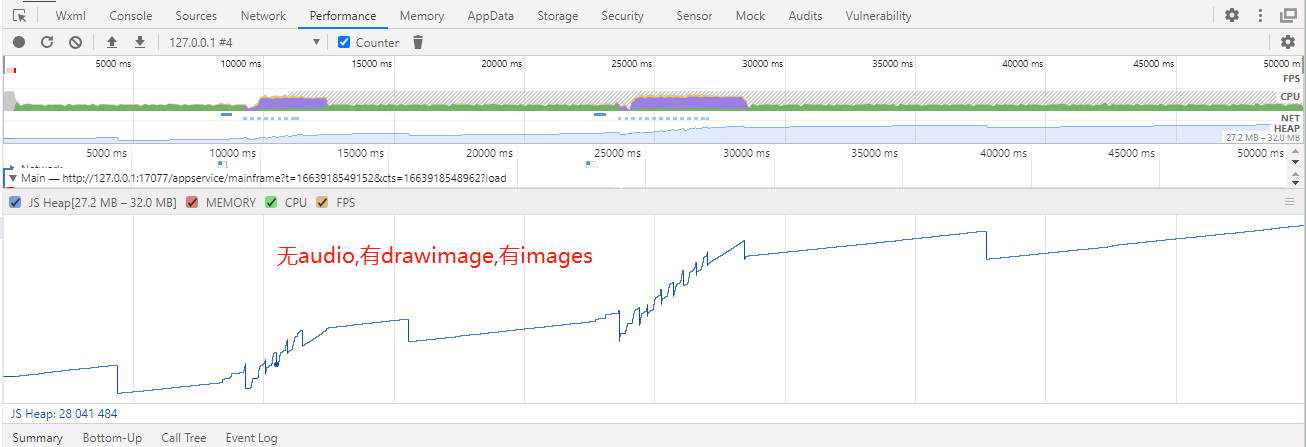 Wxml Console Sources Network Performance Memory AppData Storage Security Sensor Mock Audits Vulnerability
127.0.0.1 #4 Counter
5000 ms 10000 ms 15000 ms 20000 ms 25000 ms 30000 ms 35000 ms 40000 ms 45000 ms 50000 ms
FPS
CPU
NET
HEAP
27.2 MB – 32.0 MB
5000 ms 10000 ms 15000 ms 20000 ms 25000 ms 30000 ms 35000 ms 40000 ms 45000 ms 50000 ms
Main — http://127.0.0.1:17077/appservice/mainframe?t=1663918549152&cts=1663918548962?load
JS Heap[27.2 MB – 32.0 MB] MEMORY CPU FPS
无audio,有drawimage,有images
JS Heap: 28 041 484
Summary Bottom-Up Call Tree Event Log